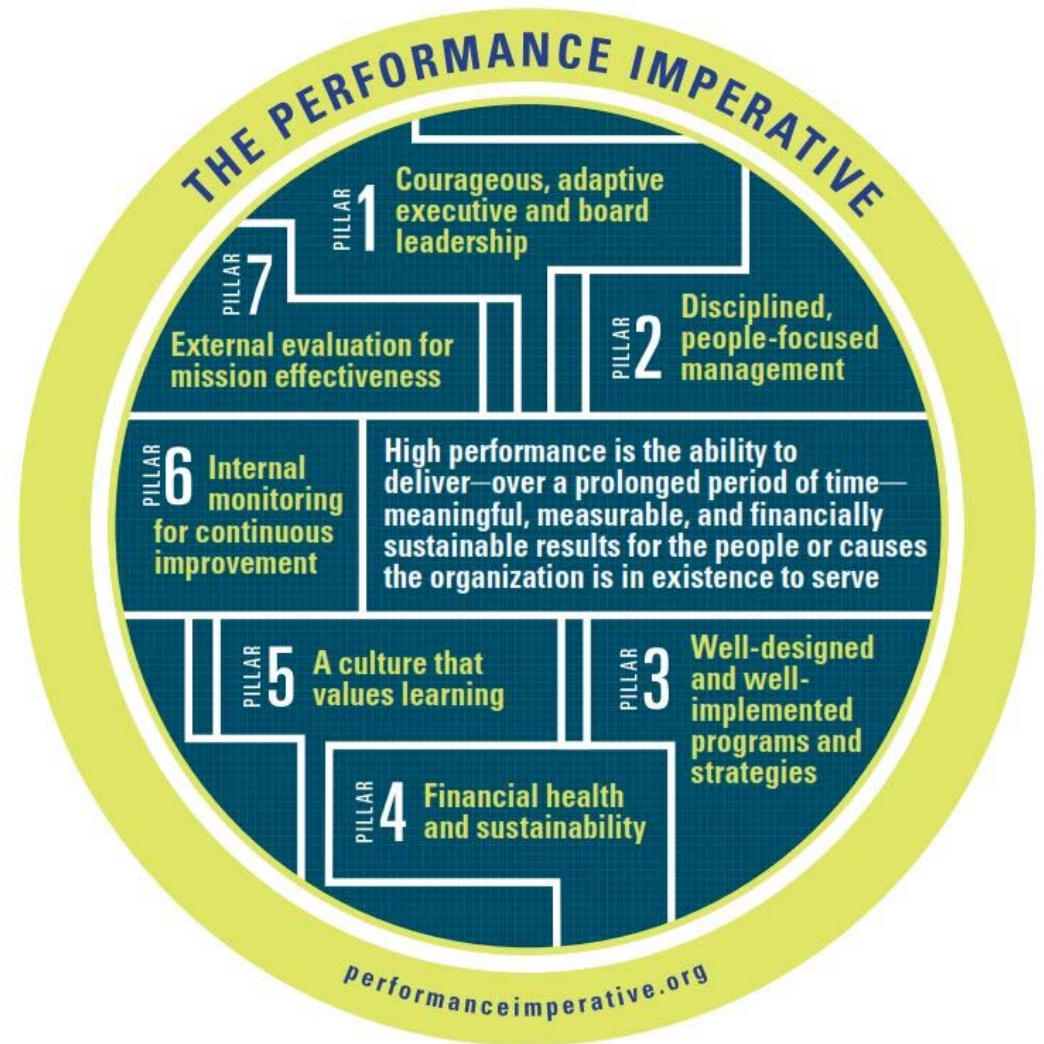 THE PERFORMANCE IMPERATIVE
PILLAR 1
Courageous, adaptive
executive and board
leadership
PILLAR 2
Disciplined,
people-focused
management
PILLAR 3
Well-designed
and well-
implemented
programs and
strategies
PILLAR 4
Financial health
and sustainability
PILLAR 5
A culture that
values learning
PILLAR 6
Internal
monitoring
for continuous
improvement
PILLAR 7
External evaluation for
mission effectiveness
High performance is the ability to
deliver—over a prolonged period of time—
meaningful, measurable, and financially
sustainable results for the people or causes
the organization is in existence to serve
performanceimperative.org